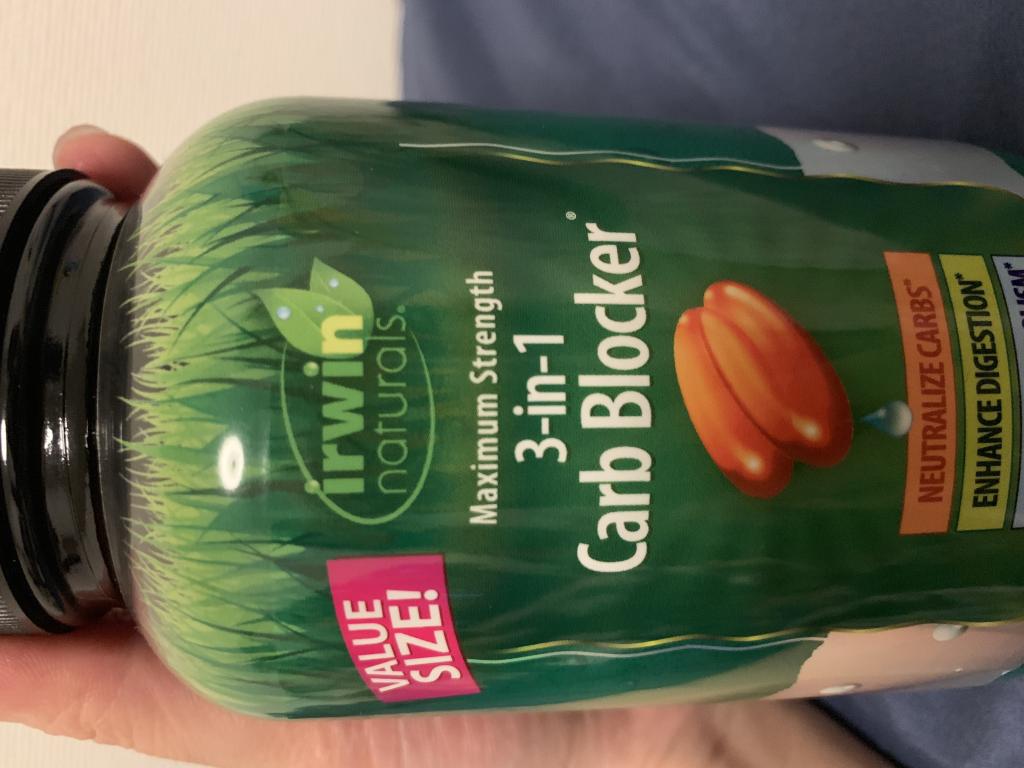 irwin
naturals®
VALUE
SIZE!
Maximum Strength
3-in-1
Carb Blocker®
NEUTRALIZE CARBS*
ENHANCE DIGESTION*